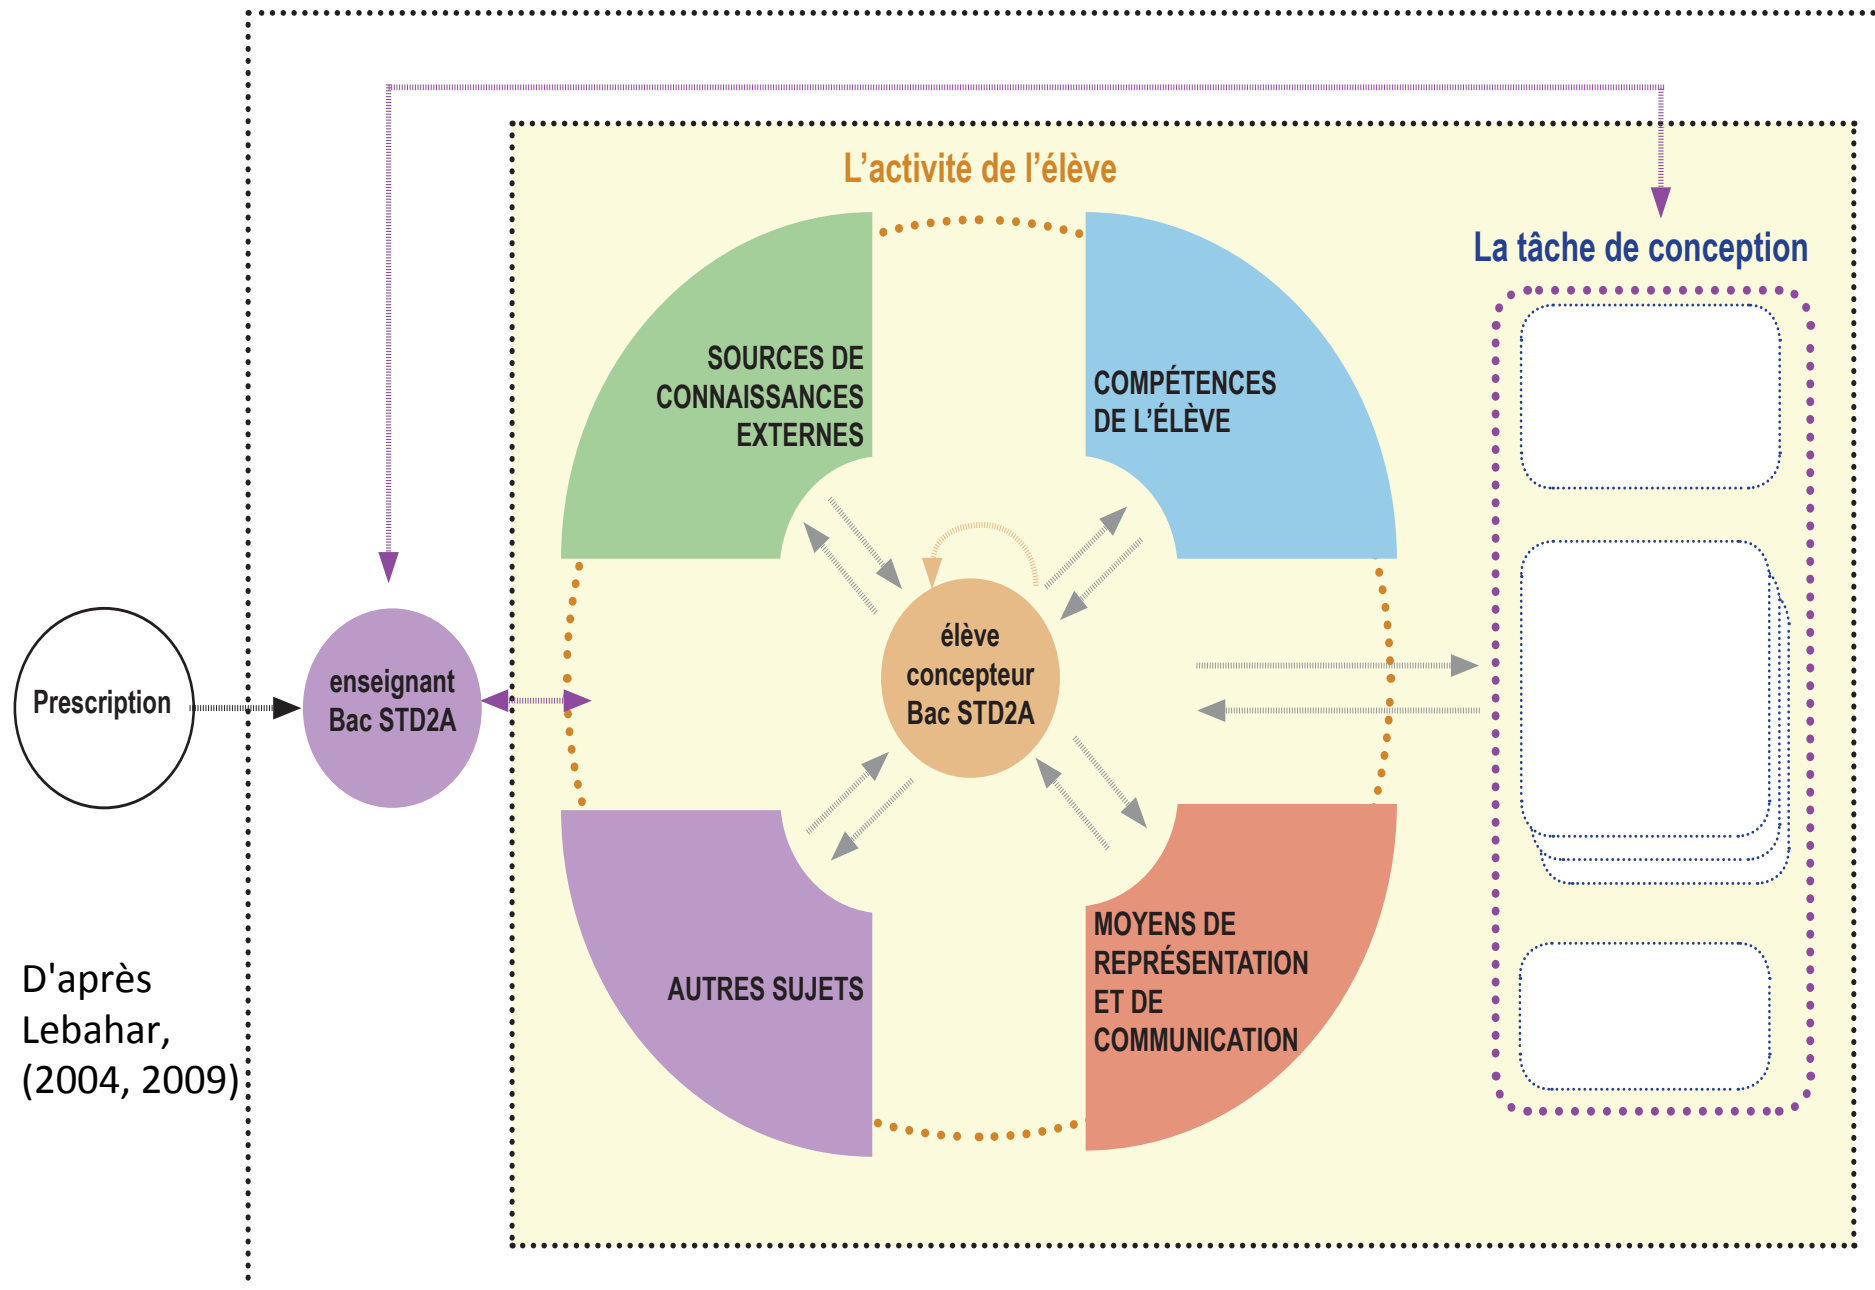 L’activité de l’élève
La tâche de conception
SOURCES DE
CONNAISSANCES
EXTERNES
COMPÉTENCES
DE L’ÉLÈVE
Prescription
enseignant
Bac STD2A
élève
concepteur
Bac STD2A
AUTRES SUJETS
MOYENS DE
REPRÉSENTATION
ET DE
COMMUNICATION
D'après
Lebahar,
(2004, 2009)